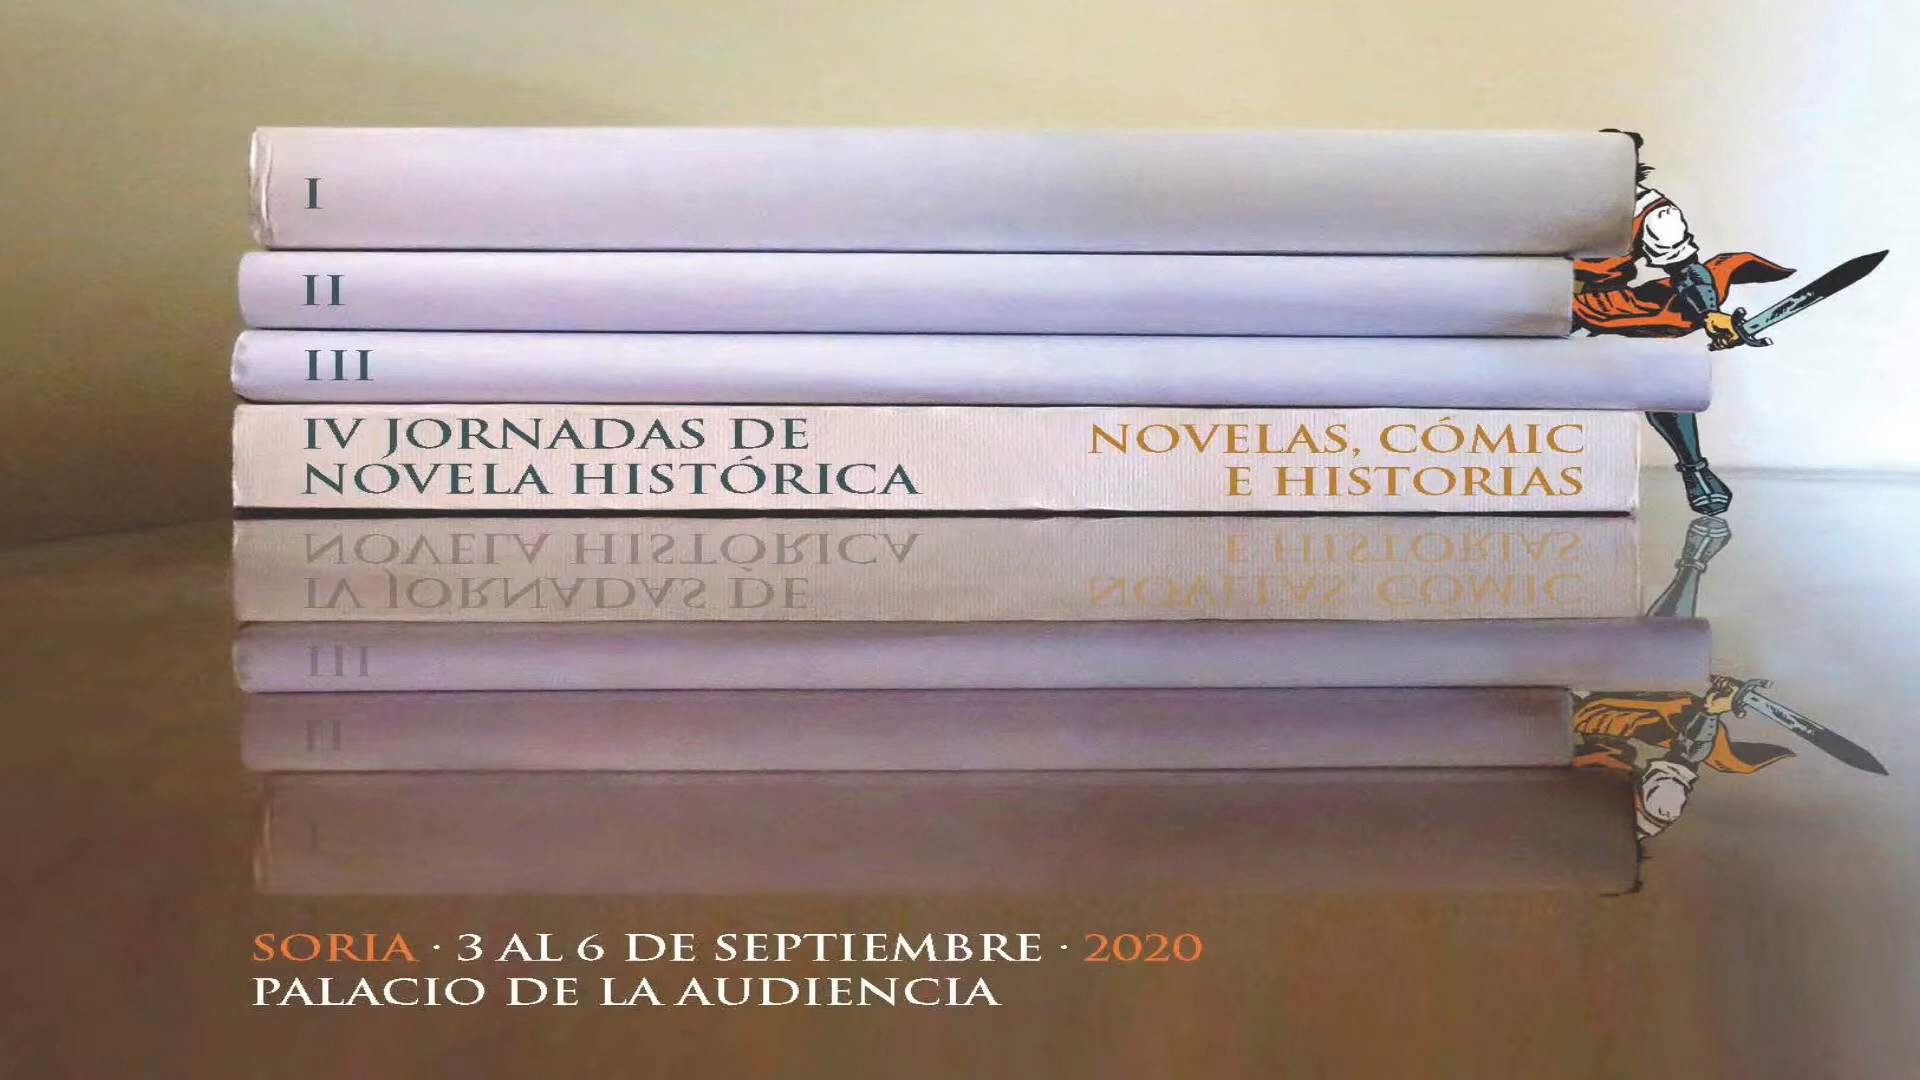 I
II
III
IV JORNADAS DE
NOVELA HISTÓRICA
NOVELAS, CÓMIC
E HISTORIAS
SORIA · 3 AL 6 DE SEPTIEMBRE · 2020
PALACIO DE LA AUDIENCIA